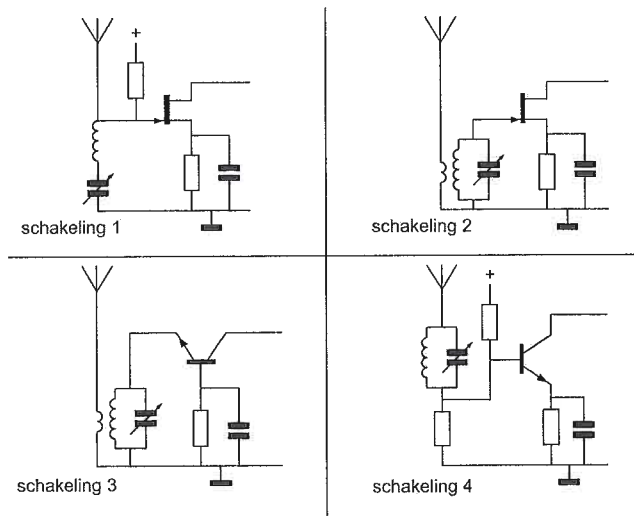 +
schakeling 1
schakeling 2
+
schakeling 3
schakeling 4